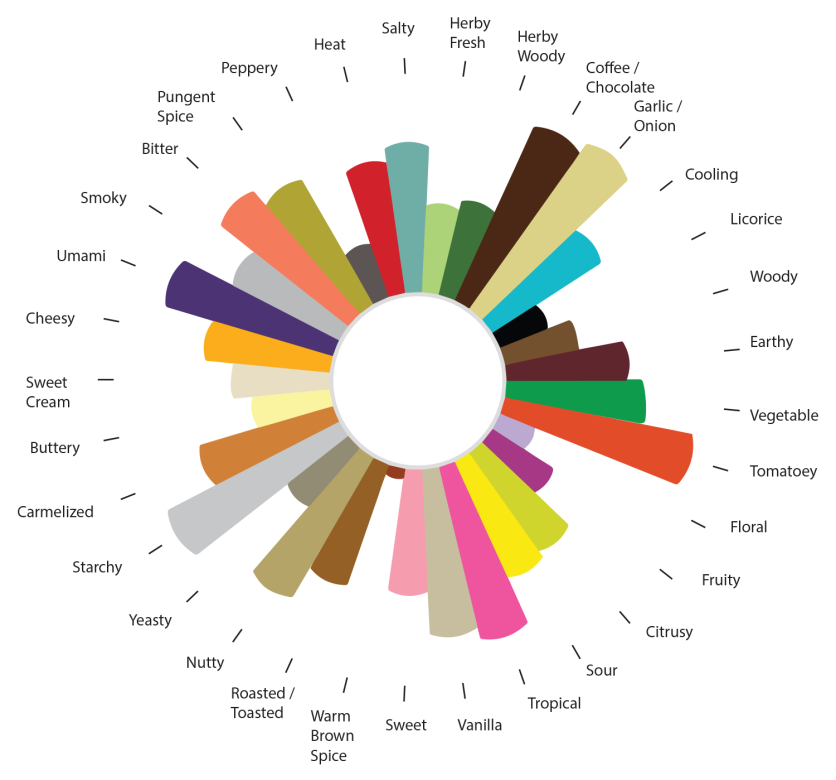 Salty
Herby
Fresh
Herby
Woody
Coffee /
Chocolate
Garlic /
Onion
Cooling
Licorice
Woody
Earthy
Vegetable
Tomatoey
Floral
Fruity
Citrusy
Sour
Tropical
Vanilla
Sweet
Warm
Brown
Spice
Roasted /
Toasted
Nutty
Yeasty
Starchy
Carmelized
Buttery
Sweet
Cream
Cheesy
Umami
Smoky
Bitter
Pungent
Spice
Peppery
Heat